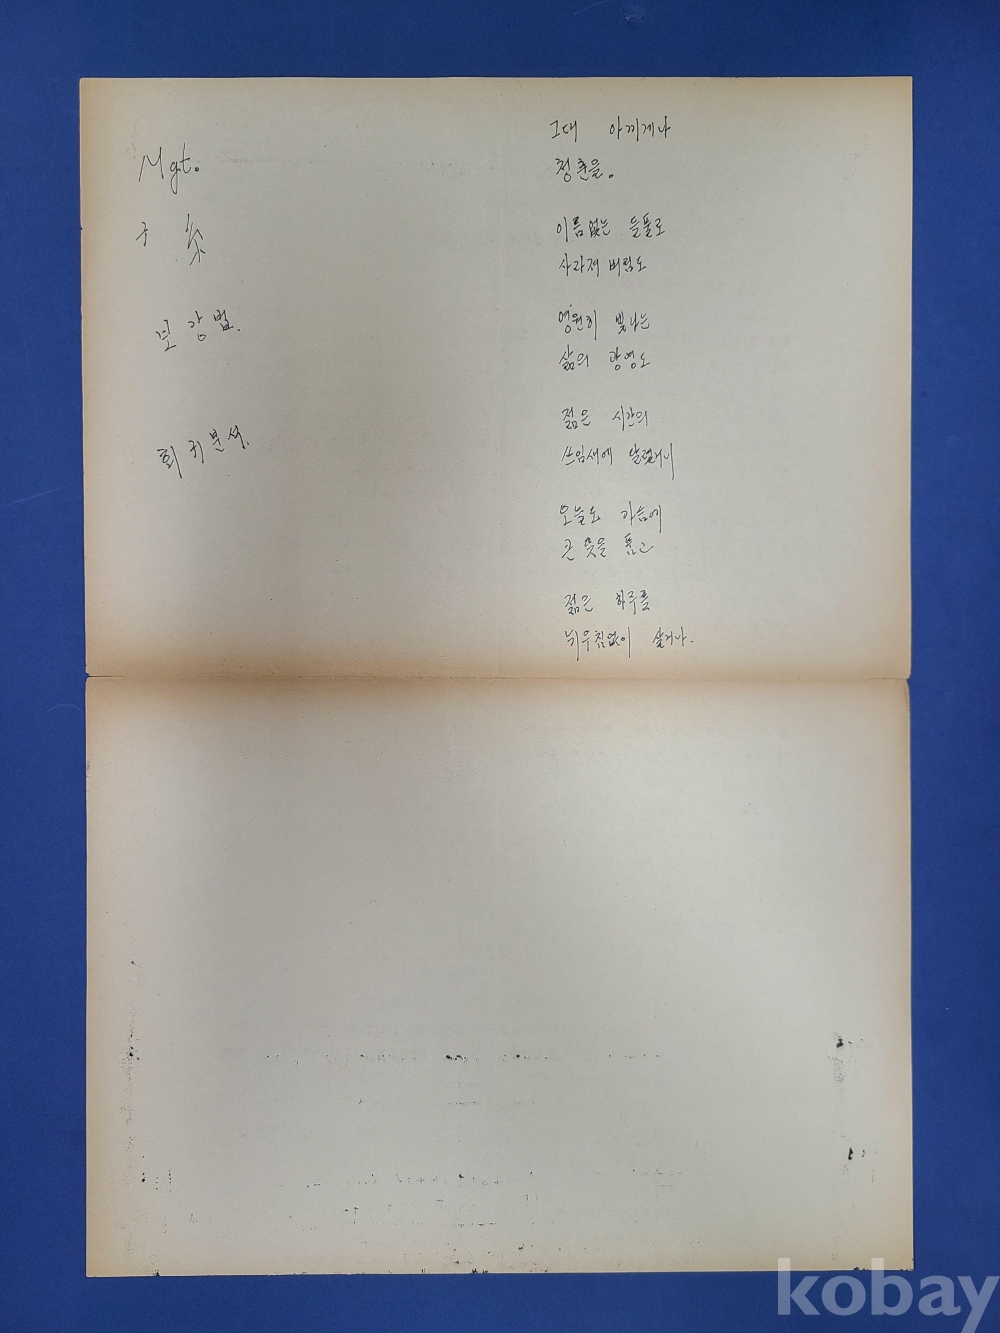 Mgt.
구조
보강법.
회귀분석.
그대 아끼게나
청춘을.
이름없는 들풀로
사라져 버림도
영원히 빛나는
삶의 광영도
젊은 시간의
쓰임새에 달렸거니
오늘도 가슴에
큰 뜻을 품고
젊은 하루를
뉘우침없이 살거나.
kobay